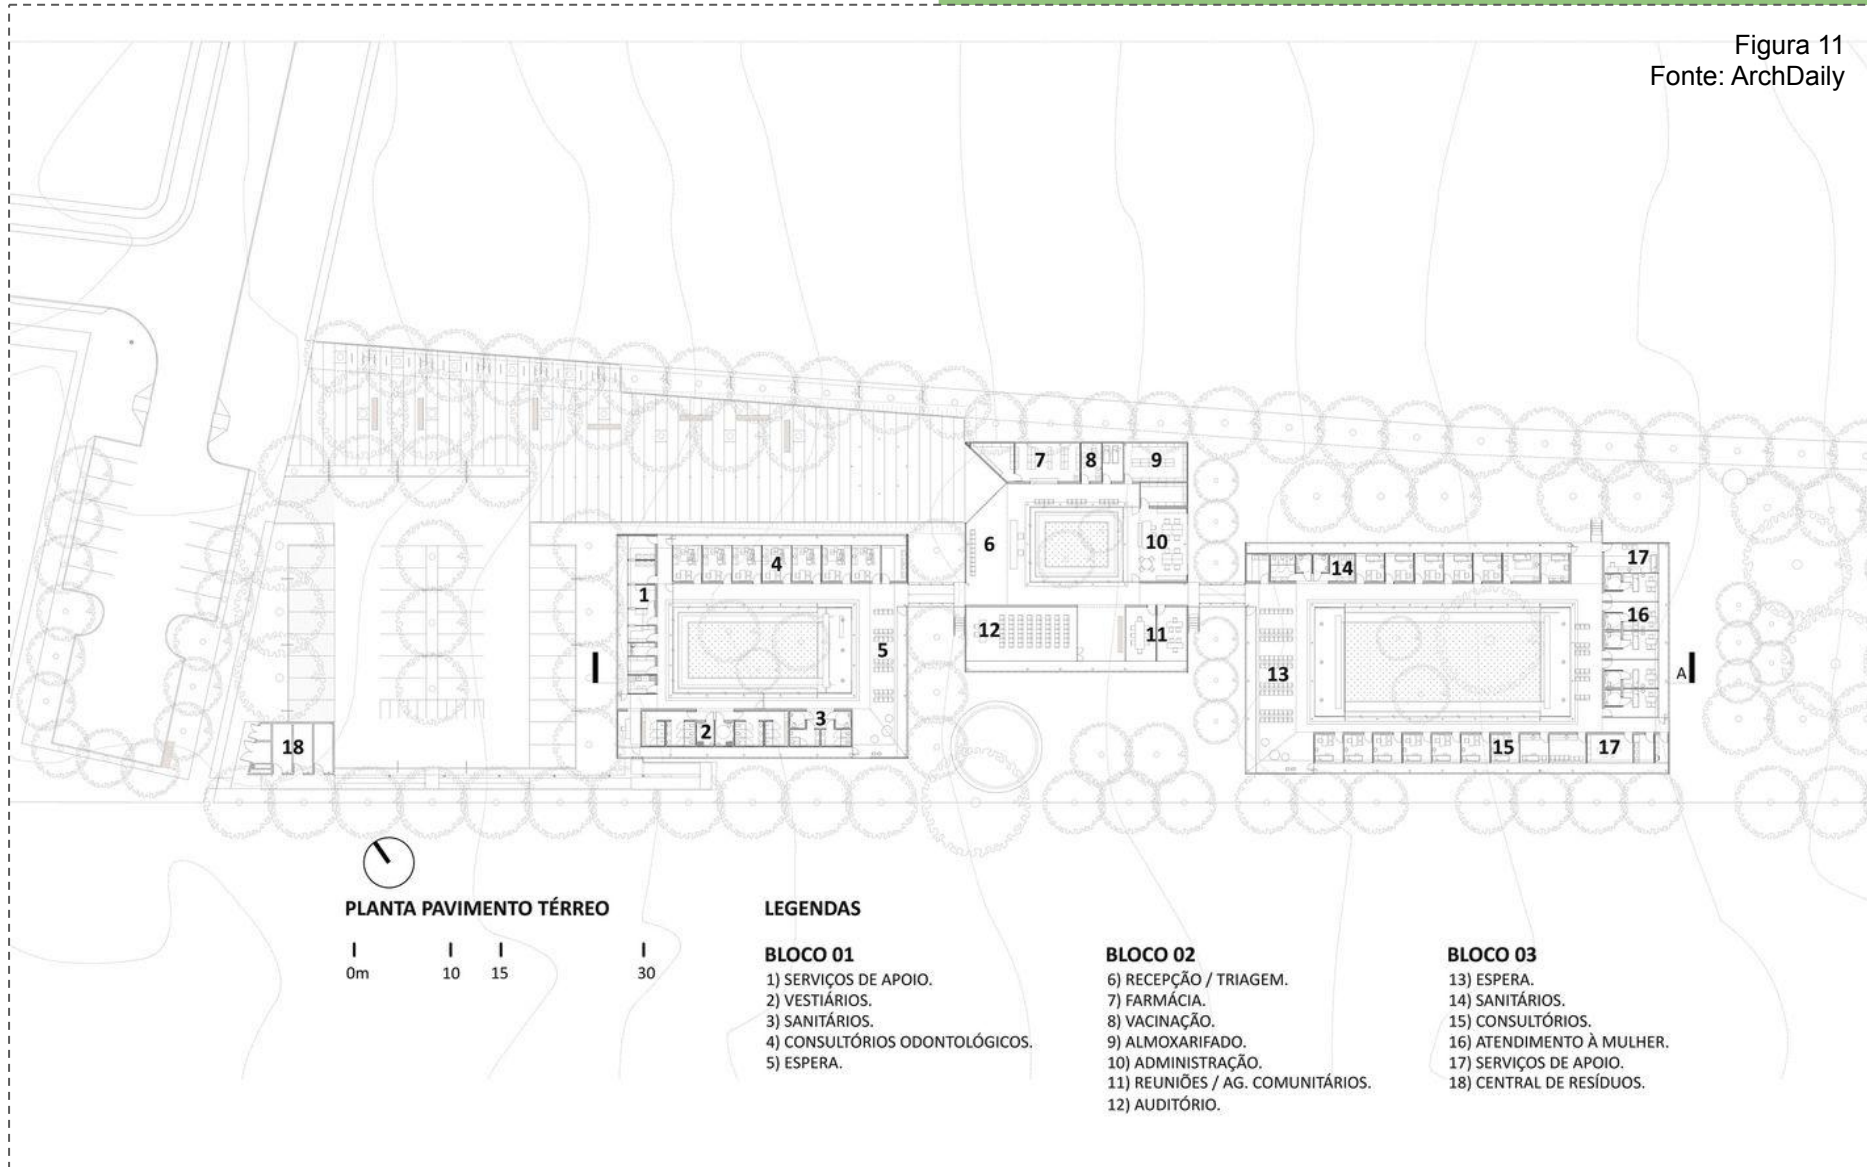 Figura 11
Fonte: ArchDaily
7
8
9
6
10
4
14
17
1
16
12
11
5
13
A
3
2
18
15
17
PLANTA PAVIMENTO TÉRREO
0m 10 15 30
LEGENDAS
BLOCO 01
1) SERVIÇOS DE APOIO.
2) VESTIÁRIOS.
3) SANITÁRIOS.
4) CONSULTÓRIOS ODONTOLÓGICOS.
5) ESPERA.
BLOCO 02
6) RECEPÇÃO / TRIAGEM.
7) FARMÁCIA.
8) VACINAÇÃO.
9) ALMOXARIFADO.
10) ADMINISTRAÇÃO.
11) REUNIÕES / AG. COMUNITÁRIOS.
12) AUDITÓRIO.
BLOCO 03
13) ESPERA.
14) SANITÁRIOS.
15) CONSULTÓRIOS.
16) ATENDIMENTO À MULHER.
17) SERVIÇOS DE APOIO.
18) CENTRAL DE RESÍDUOS.